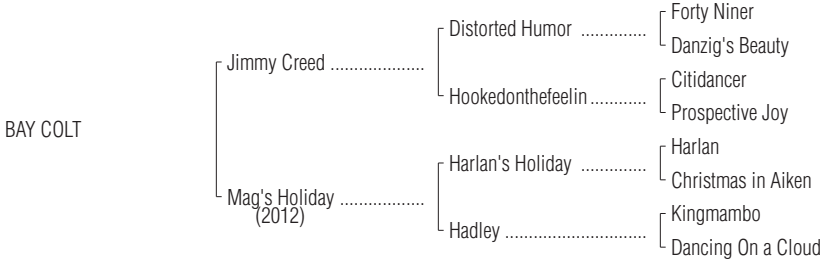 Forty Niner
Distorted Humor ..............
Danzig's Beauty
Jimmy Creed ....................
Citidancer
Hookedonthefeelin ............
Prospective Joy
BAY COLT
Harlan
Harlan's Holiday ..............
Christmas in Aiken
Mag's Holiday ..................
(2012)
Kingmambo
Hadley ..............................
Dancing On a Cloud